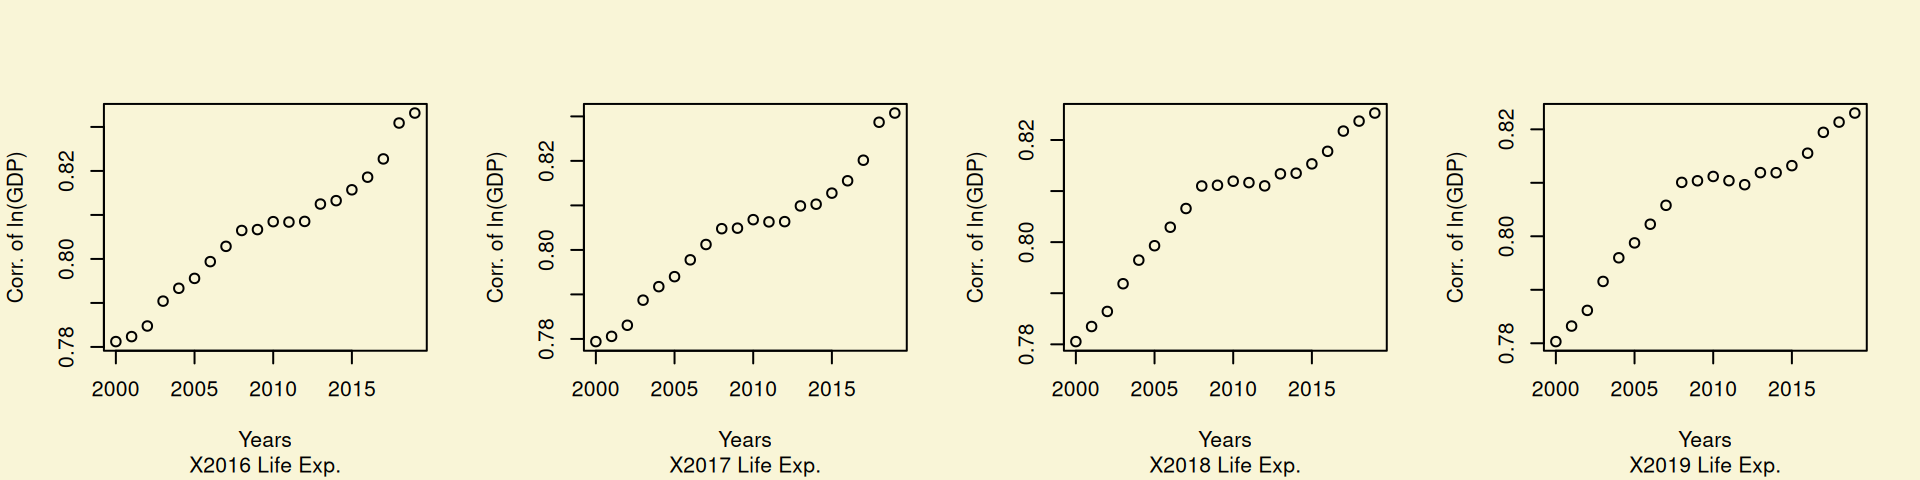 Corr. of ln(GDP)
0.78 0.80 0.82
2000 2005 2010 2015
Years
X2016 Life Exp.
Corr. of ln(GDP)
0.78 0.80 0.82
2000 2005 2010 2015
Years
X2017 Life Exp.
Corr. of ln(GDP)
0.78 0.80 0.82
2000 2005 2010 2015
Years
X2018 Life Exp.
Corr. of ln(GDP)
0.78 0.80 0.82
2000 2005 2010 2015
Years
X2019 Life Exp.